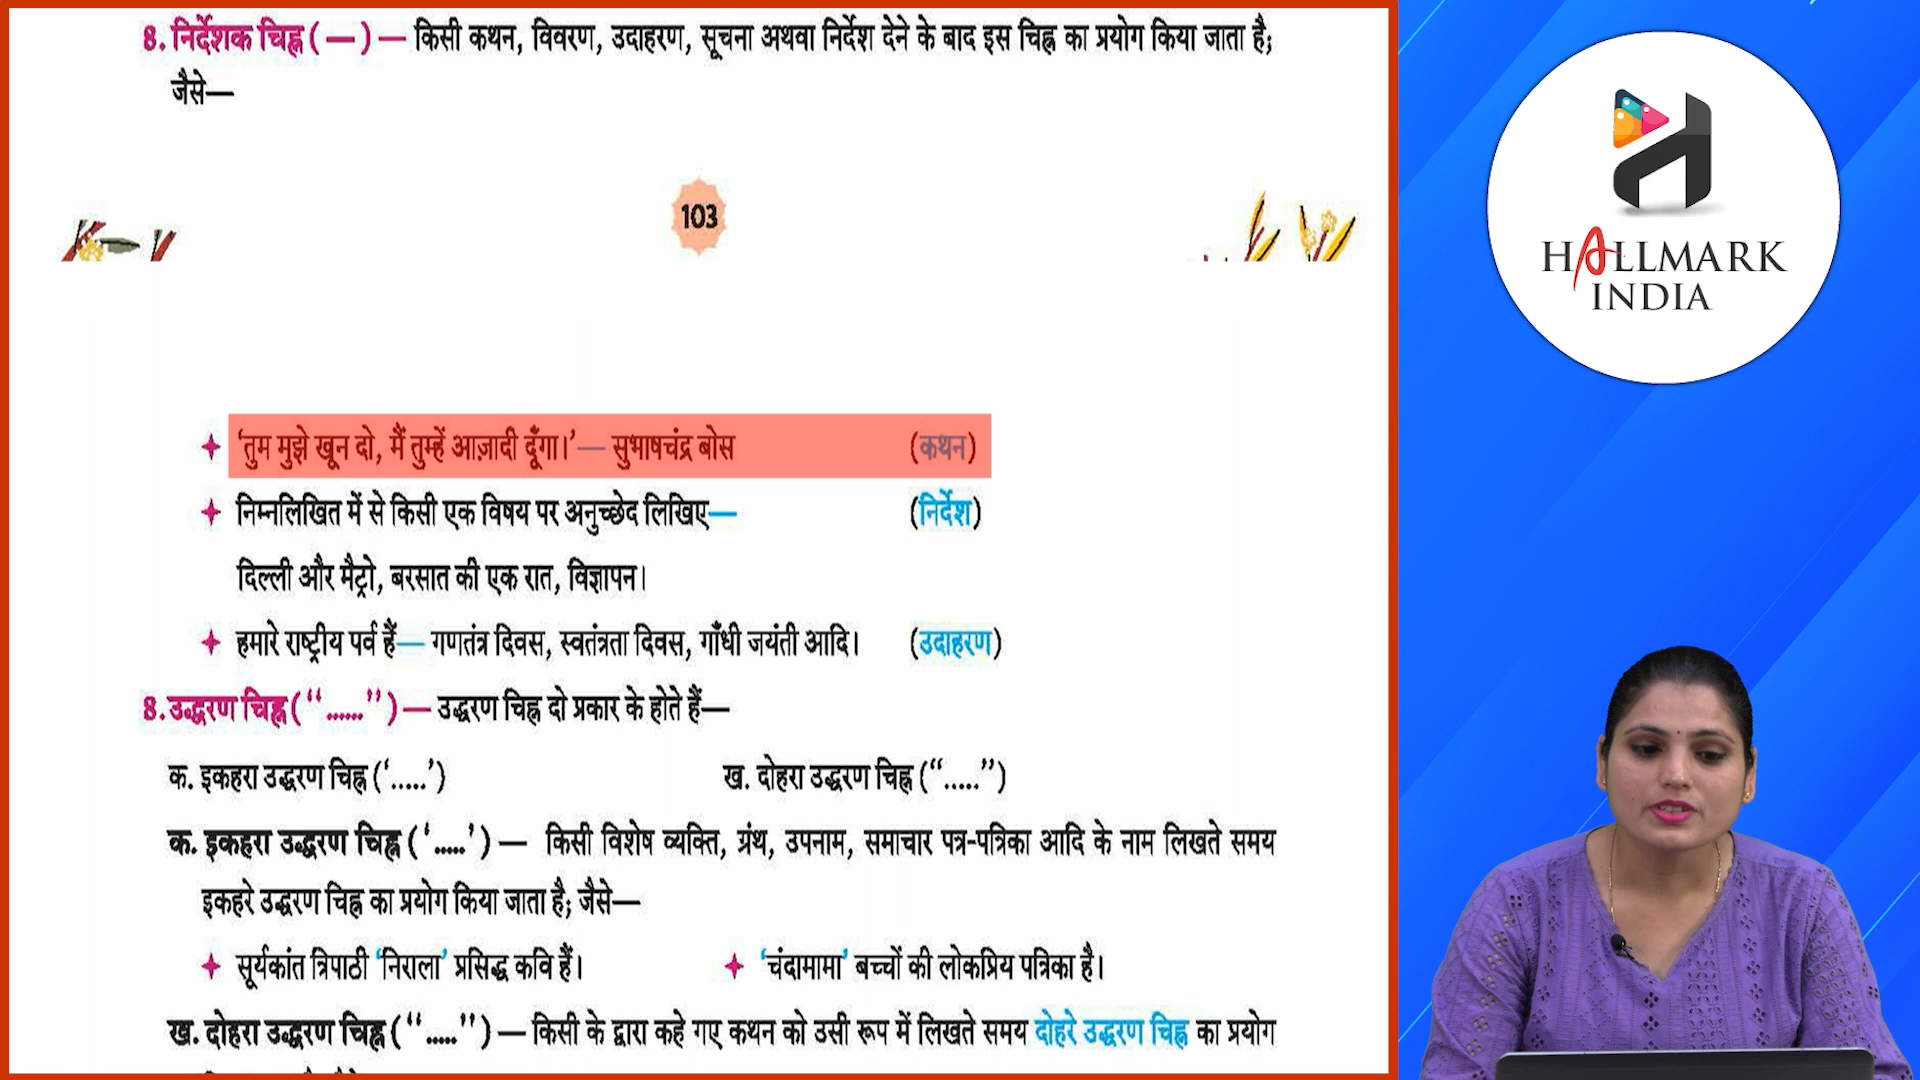 8. निर्देशक चिह्न ( — ) — किसी कथन, विवरण, उदाहरण, सूचना अथवा निर्देश देने के बाद इस चिह्न का प्रयोग किया जाता है;
जैसे—
103
‘तुम मुझे खून दो, मैं तुम्हें आज़ादी दूँगा।’— सुभाषचंद्र बोस (कथन)
निम्नलिखित में से किसी एक विषय पर अनुच्छेद लिखिए— (निर्देश)
दिल्ली और मैट्रो, बरसात की एक रात, विज्ञापन।
हमारे राष्ट्रीय पर्व हैं— गणतंत्र दिवस, स्वतंत्रता दिवस, गाँधी जयंती आदि। (उदाहरण)
8. उद्धरण चिह्न (“......”) — उद्धरण चिह्न दो प्रकार के होते हैं—
क. इकहरा उद्धरण चिह्न (‘.....’) ख. दोहरा उद्धरण चिह्न (“.....”)
क. इकहरा उद्धरण चिह्न (‘.....’) — किसी विशेष व्यक्ति, ग्रंथ, उपनाम, समाचार पत्र-पत्रिका आदि के नाम लिखते समय
इकहरे उद्धरण चिह्न का प्रयोग किया जाता है; जैसे—
सूर्यकांत त्रिपाठी ‘निराला’ प्रसिद्ध कवि हैं। ‘चंदामामा’ बच्चों की लोकप्रिय पत्रिका है।
ख. दोहरा उद्धरण चिह्न (“.....”) — किसी के द्वारा कहे गए कथन को उसी रूप में लिखते समय दोहरे उद्धरण चिह्न का प्रयोग
HALLMARK
INDIA